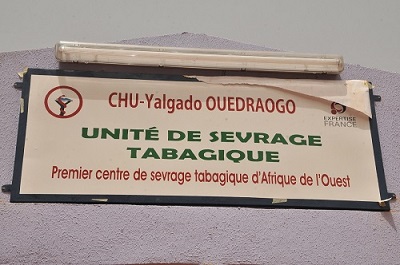 CHU-Yalgado OUEDRAOGO
EXPERTISE
FRANCE
UNITÉ DE SEVRAGE
TABAGIQUE
Premier centre de sevrage tabagique d'Afrique de l'Ouest